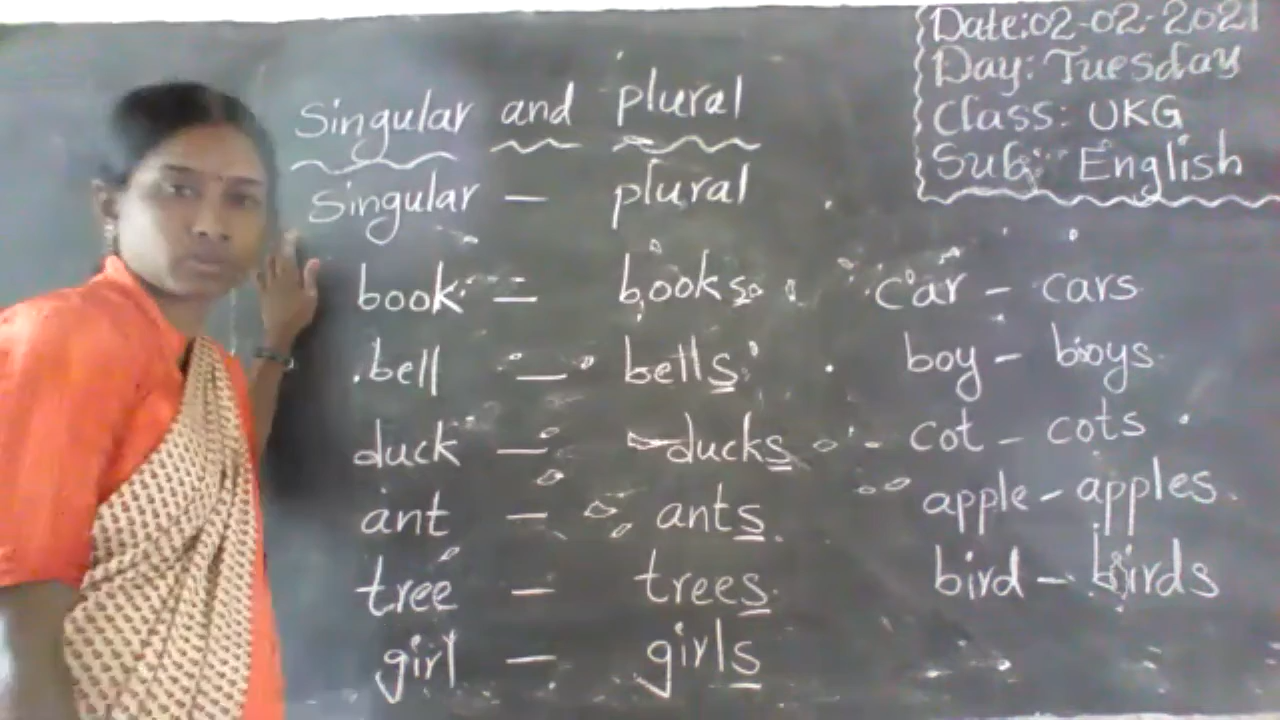 Singular and plural
Singular — plural
book — books
bell — bells
duck — ducks
ant — ants
tree — trees
girl — girls
Date: 02-02-2021
Day: Tuesday
Class: UKG
Sub: English
car - cars
boy - boys
cot - cots
apple - apples
bird - birds